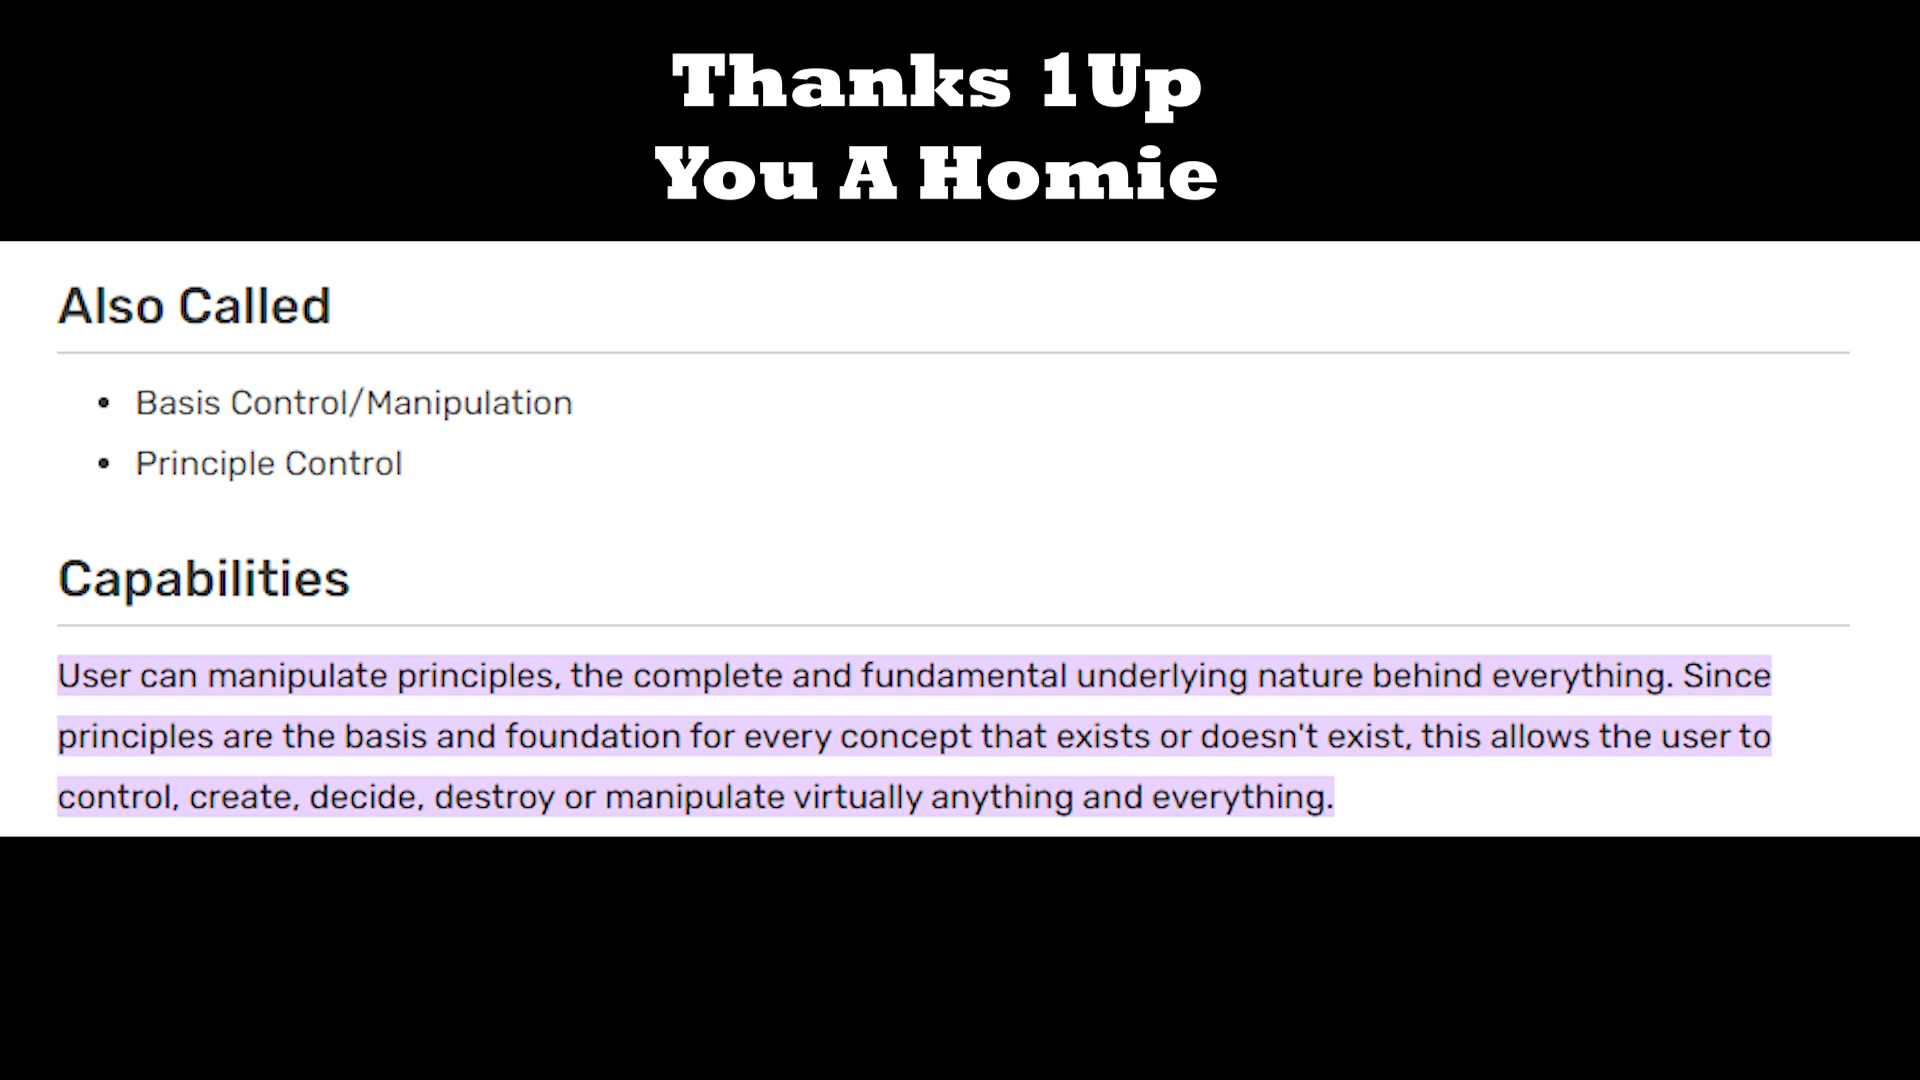 Thanks 1Up
You A Homie
Also Called
• Basis Control/Manipulation
• Principle Control
Capabilities
User can manipulate principles, the complete and fundamental underlying nature behind everything. Since
principles are the basis and foundation for every concept that exists or doesn't exist, this allows the user to
control, create, decide, destroy or manipulate virtually anything and everything.